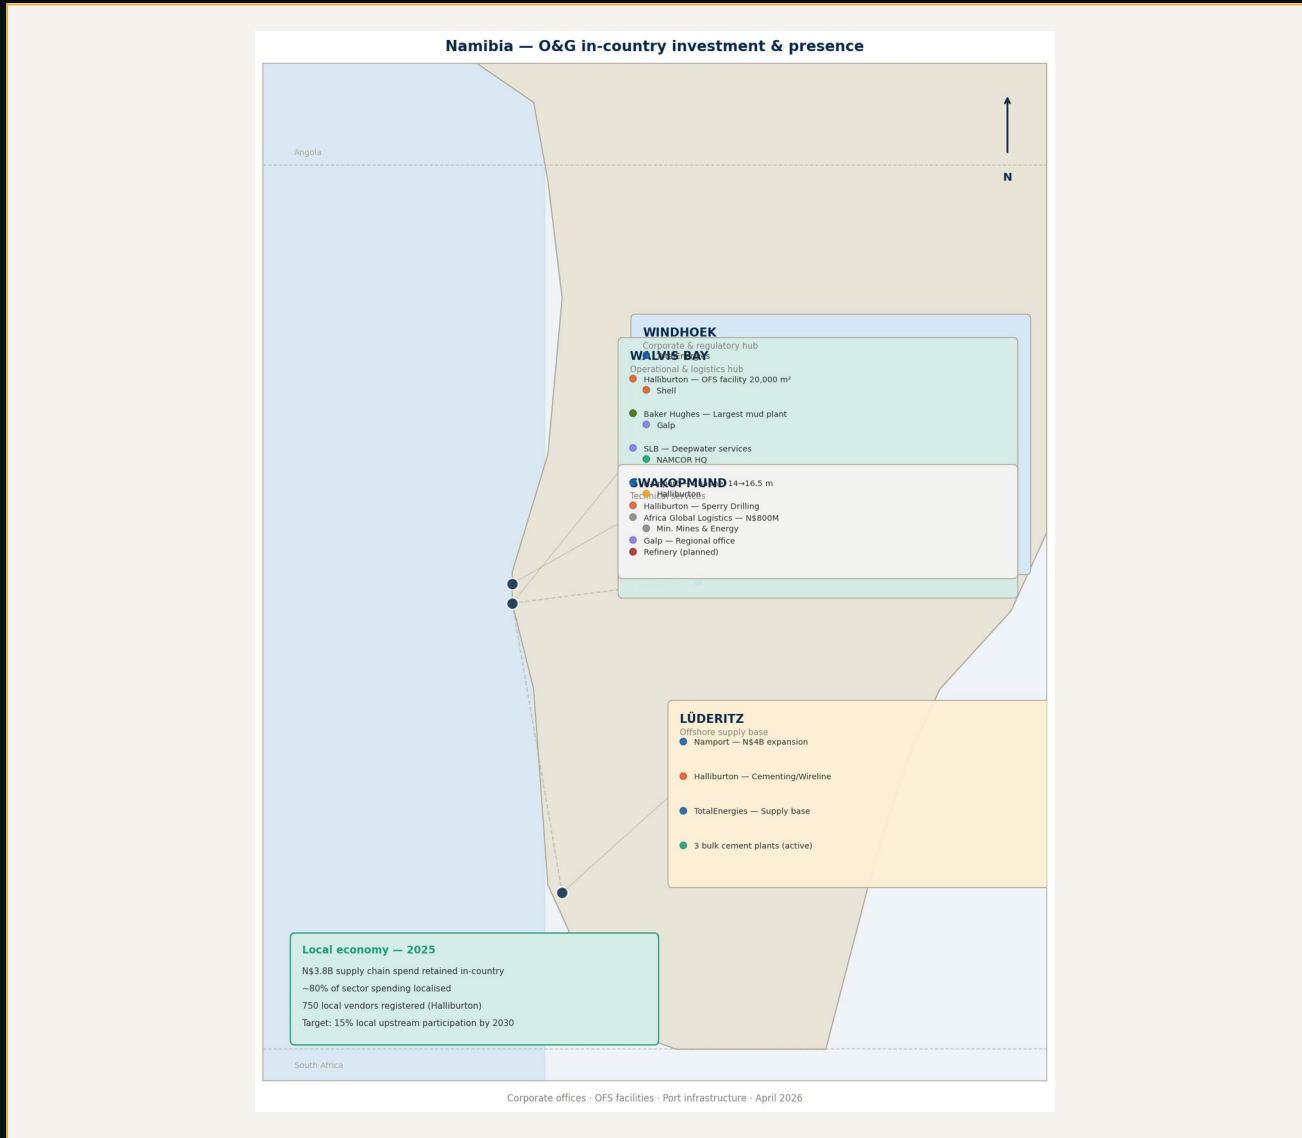 Namibia — O&G in-country investment & presence
Angola
N
WINDHOEK
Corporate & regulatory hub
WALVIS BAY
Operational & logistics hub
Halliburton — OFS facility 20,000 m²
Shell
Baker Hughes — Largest mud plant
Galp
SLB — Deepwater services
NAMCOR HQ
SWAKOPMUND
14→16.5 m
Halliburton
Technical services
Halliburton — Sperry Drilling
Africa Global Logistics — N$800M
Min. Mines & Energy
Galp — Regional office
Refinery (planned)
LÜDERITZ
Offshore supply base
Namport — N$4B expansion
Halliburton — Cementing/Wireline
TotalEnergies — Supply base
3 bulk cement plants (active)
Local economy — 2025
N$3.8B supply chain spend retained in-country
~80% of sector spending localised
750 local vendors registered (Halliburton)
Target: 15% local upstream participation by 2030
South Africa
Corporate offices · OFS facilities · Port infrastructure · April 2026